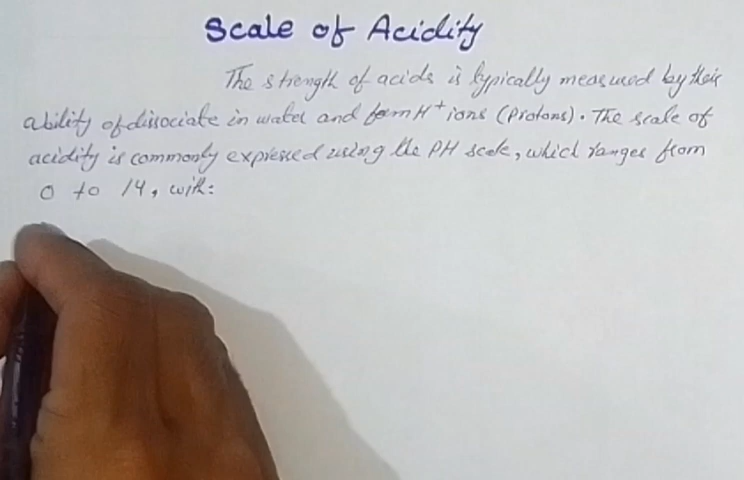 Scale of Acidity
The strength of acids is typically measured by their
ability of dissociate in water and form H⁺ ions (Protons). The scale of
acidity is commonly expressed using the PH scale, which ranges from
0 to 14, with: